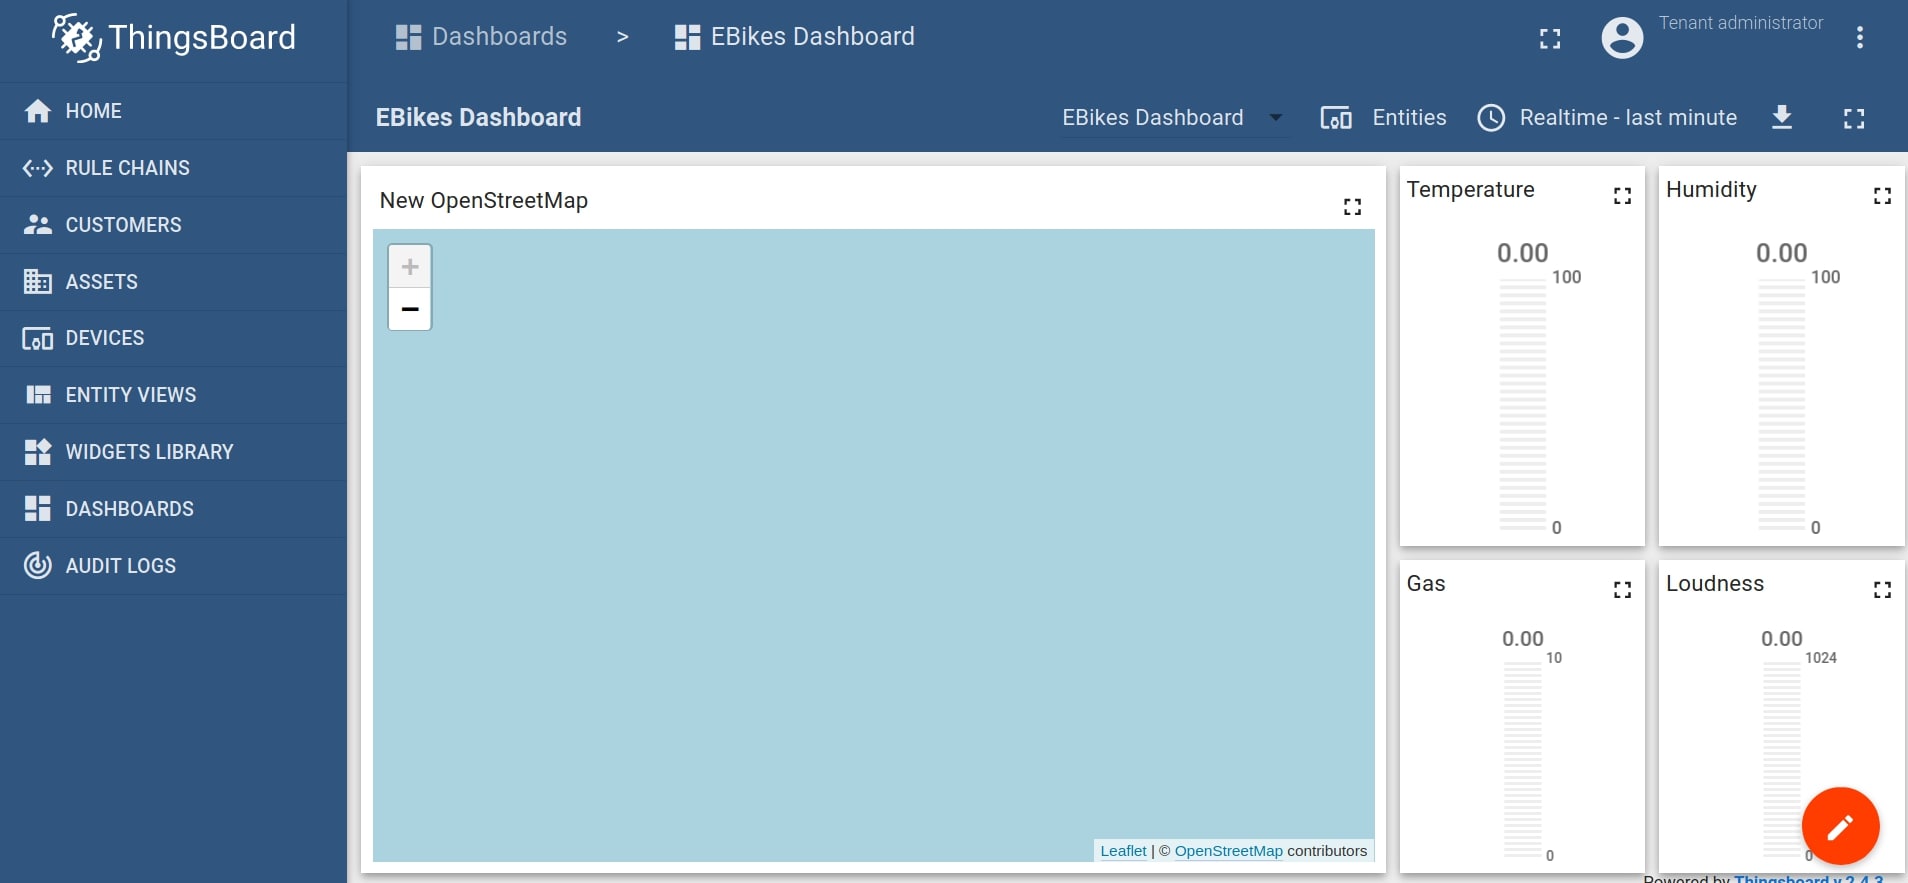 ThingsBoard
Dashboards > EBikes Dashboard
Tenant administrator
HOME
RULE CHAINS
CUSTOMERS
ASSETS
DEVICES
ENTITY VIEWS
WIDGETS LIBRARY
DASHBOARDS
AUDIT LOGS
EBikes Dashboard
EBikes Dashboard
Entities
Realtime - last minute
New OpenStreetMap
+
−
Leaflet | © OpenStreetMap contributors
Temperature
0.00
100
0
Humidity
0.00
100
0
Gas
0.00
10
0
Loudness
0.00
1024
0
Powered by Thingsboard v.2.4.3